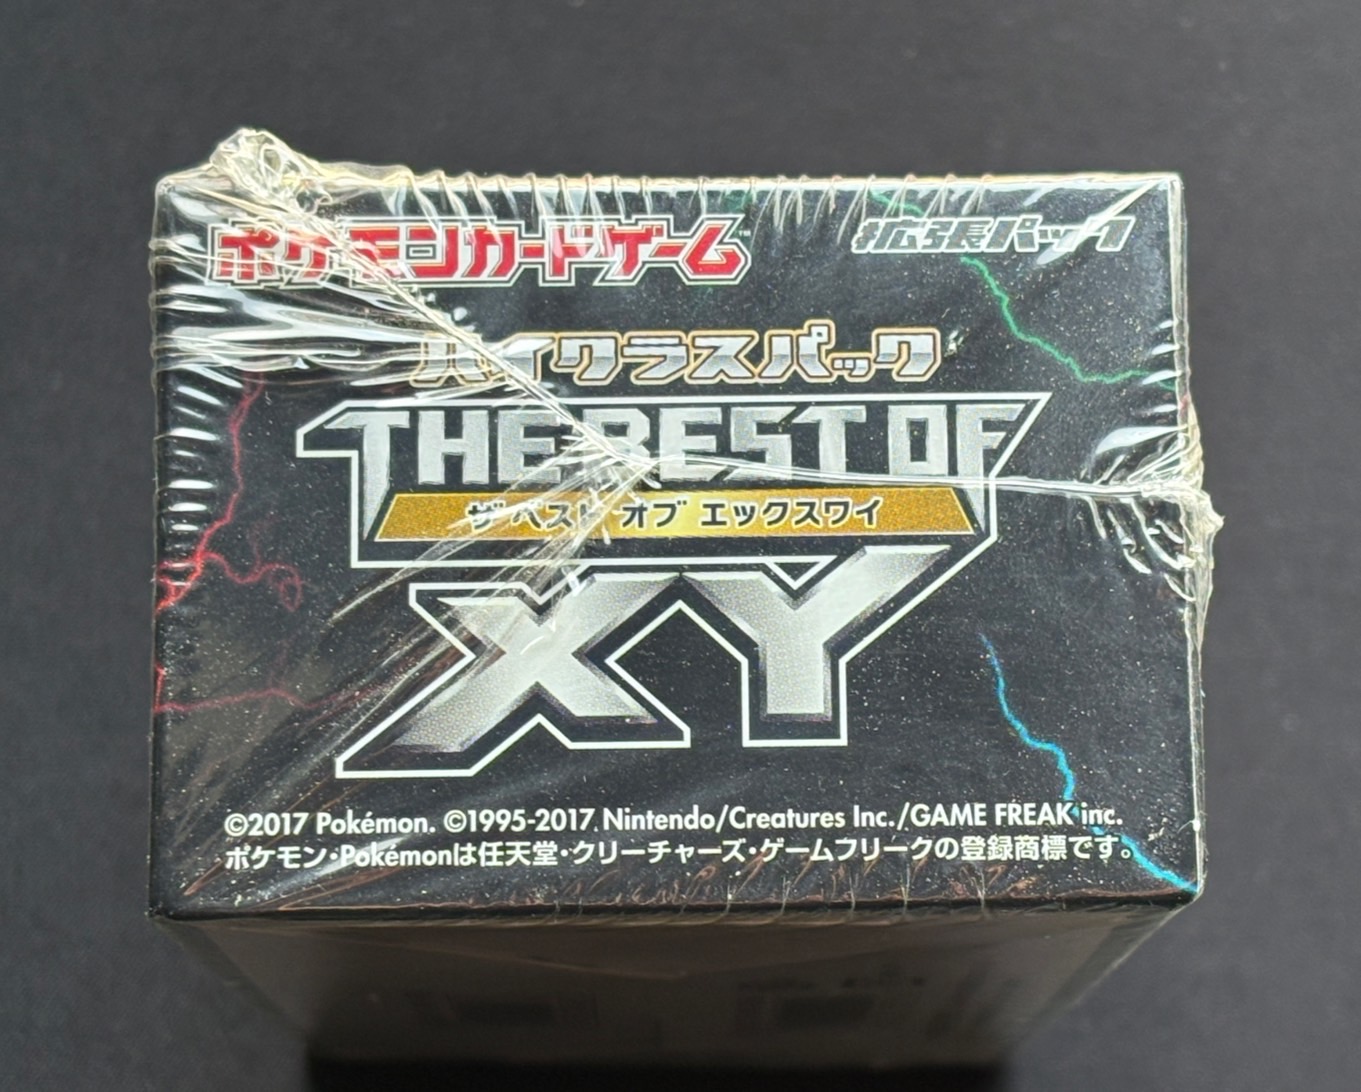 ポケモンカードゲーム™ 拡張パック
ハイクラスパック
THE BEST OF
ザ ベスト オブ エックスワイ
XY
©2017 Pokémon. ©1995-2017 Nintendo/Creatures Inc./GAME FREAK inc.
ポケモン・Pokémonは任天堂・クリーチャーズ・ゲームフリークの登録商標です。